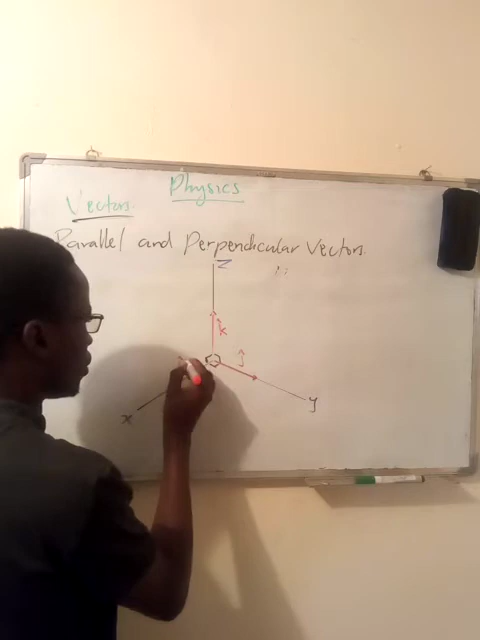 Physics
Vectors.
Parallel and Perpendicular Vectors.
Z
k̂
ĵ
x
y